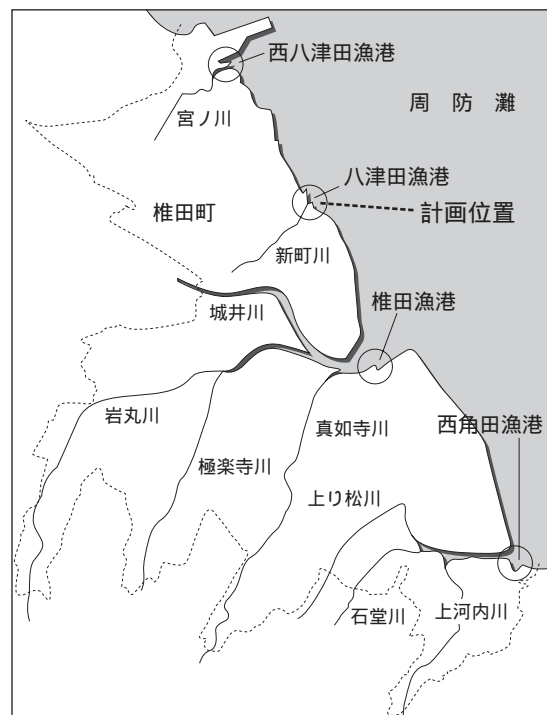 西八津田漁港
周防灘
宮ノ川
八津田漁港
計画位置
椎田町
新町川
城井川
椎田漁港
岩丸川
真如寺川
西角田漁港
極楽寺川
上り松川
石堂川
上河内川